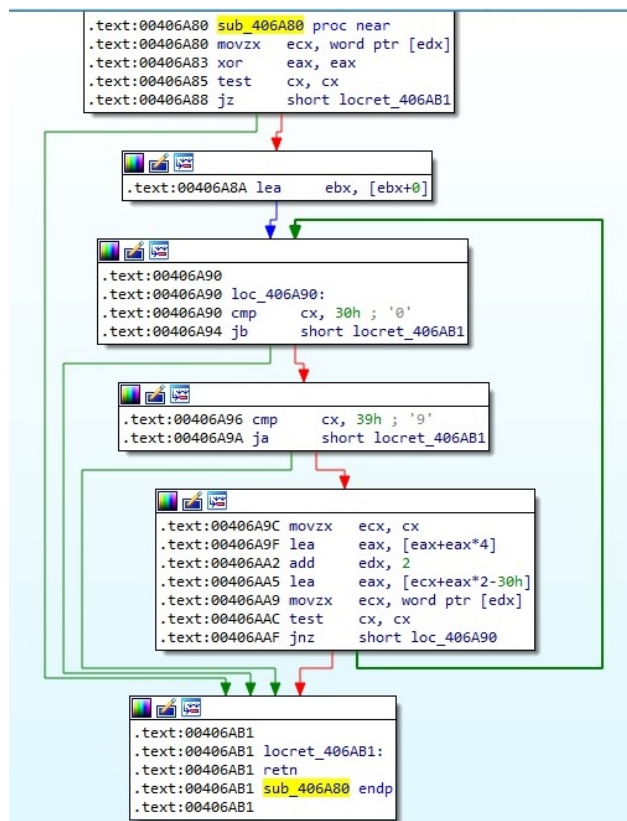 .text:00406A80 sub_406A80 proc near
.text:00406A80 movzx ecx, word ptr [edx]
.text:00406A83 xor eax, eax
.text:00406A85 test cx, cx
.text:00406A88 jz short locret_406AB1
.text:00406A8A lea ebx, [ebx+0]
.text:00406A90
.text:00406A90 loc_406A90:
.text:00406A90 cmp cx, 30h ; '0'
.text:00406A94 jb short locret_406AB1
.text:00406A96 cmp cx, 39h ; '9'
.text:00406A9A ja short locret_406AB1
.text:00406A9C movzx ecx, cx
.text:00406A9F lea eax, [eax+eax*4]
.text:00406AA2 add edx, 2
.text:00406AA5 lea eax, [ecx+eax*2-30h]
.text:00406AA9 movzx ecx, word ptr [edx]
.text:00406AAC test cx, cx
.text:00406AAF jnz short loc_406A90
.text:00406AB1
.text:00406AB1 locret_406AB1:
.text:00406AB1 retn
.text:00406AB1 sub_406A80 endp
.text:00406AB1